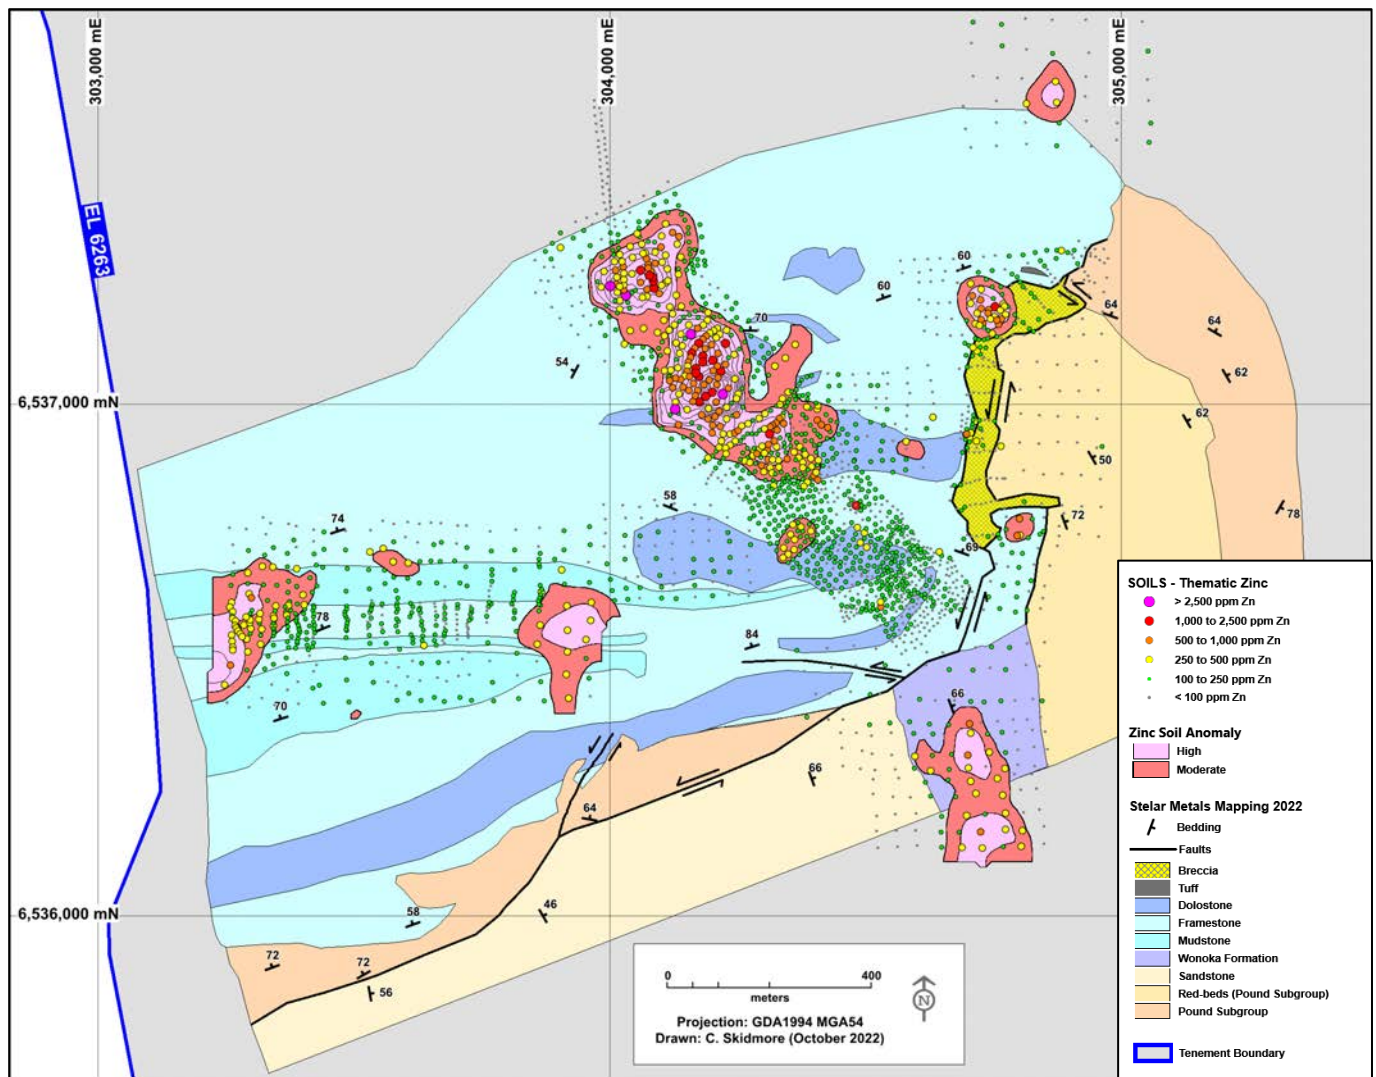 303,000 mE
304,000 mE
305,000 mE
EL 6263
60
60
64
64
70
54
62
6,537,000 mN
62
50
58
74
72
78
69
78
84
70
66
66
64
58
46
6,536,000 mN
72
72
56
0 400
meters
N
Projection: GDA1994 MGA54
Drawn: C. Skidmore (October 2022)
SOILS - Thematic Zinc
> 2,500 ppm Zn
1,000 to 2,500 ppm Zn
500 to 1,000 ppm Zn
250 to 500 ppm Zn
100 to 250 ppm Zn
< 100 ppm Zn
Zinc Soil Anomaly
High
Moderate
Stelar Metals Mapping 2022
Bedding
Faults
Breccia
Tuff
Dolostone
Framestone
Mudstone
Wonoka Formation
Sandstone
Red-beds (Pound Subgroup)
Pound Subgroup
Tenement Boundary